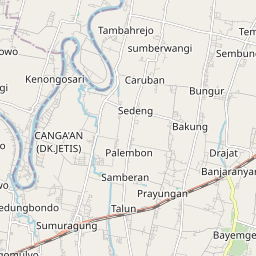 Tambahrejo
sumberwangi
owo
Sembun
Kenongosari
Caruban
Bungur
Sedeng
Bakung
CANGA'AN
(DK.JETIS)
Palembon
Drajat
Banjaranyar
Samberan
Prayungan
edungbondo
Talun
Sumuragung
Bayemge
ngomulyo